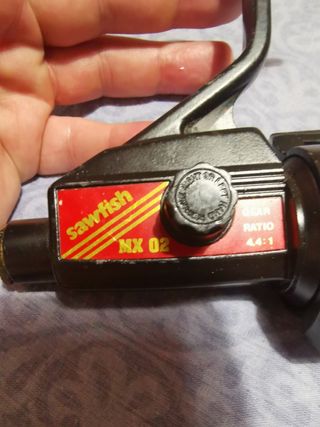 sawfish
MX 02
GEAR
RATIO
4.4:1